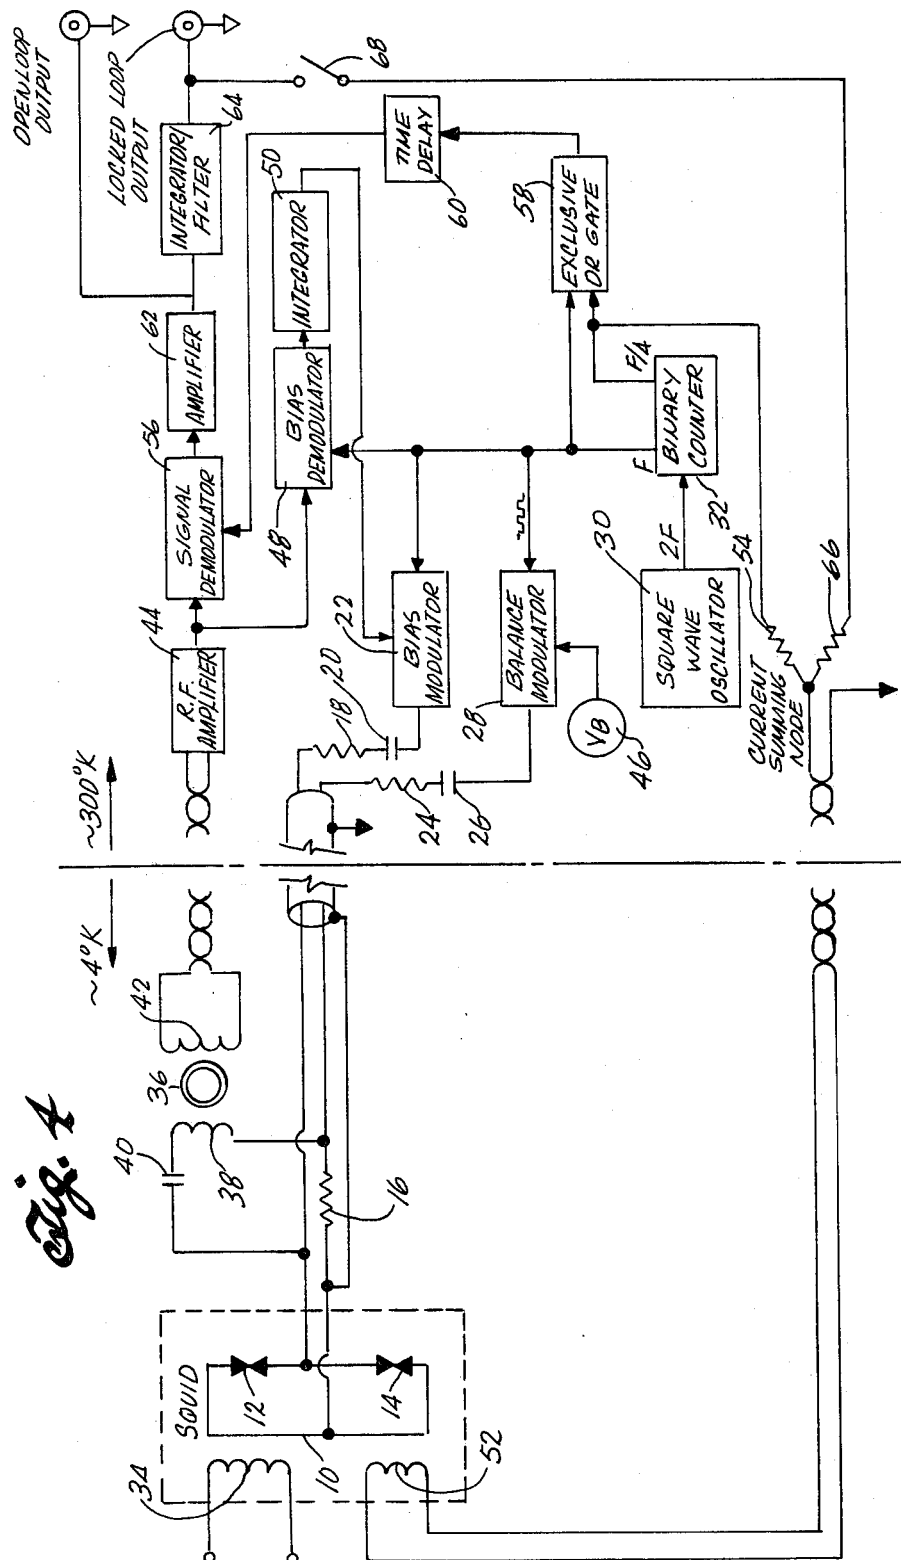 Fig. 4
~4°K
~300°K
OPEN LOOP
OUTPUT
LOCKED LOOP
OUTPUT
SQUID
34
12
10
14
52
40
38
36
42
16
44
R.F.
AMPLIFIER
56
SIGNAL
DEMODULATOR
62
AMPLIFIER
64
INTEGRATOR/
FILTER
68
48
BIAS
DEMODULATOR
50
INTEGRATOR
TIME
DELAY
60
18
20
22
BIAS
MODULATOR
24
26
28
BALANCE
MODULATOR
VB
46
58
EXCLUSIVE
OR GATE
F
F/4
BINARY
COUNTER
32
2F
30
SQUARE
WAVE
OSCILLATOR
CURRENT
SUMMING
NODE
54
66